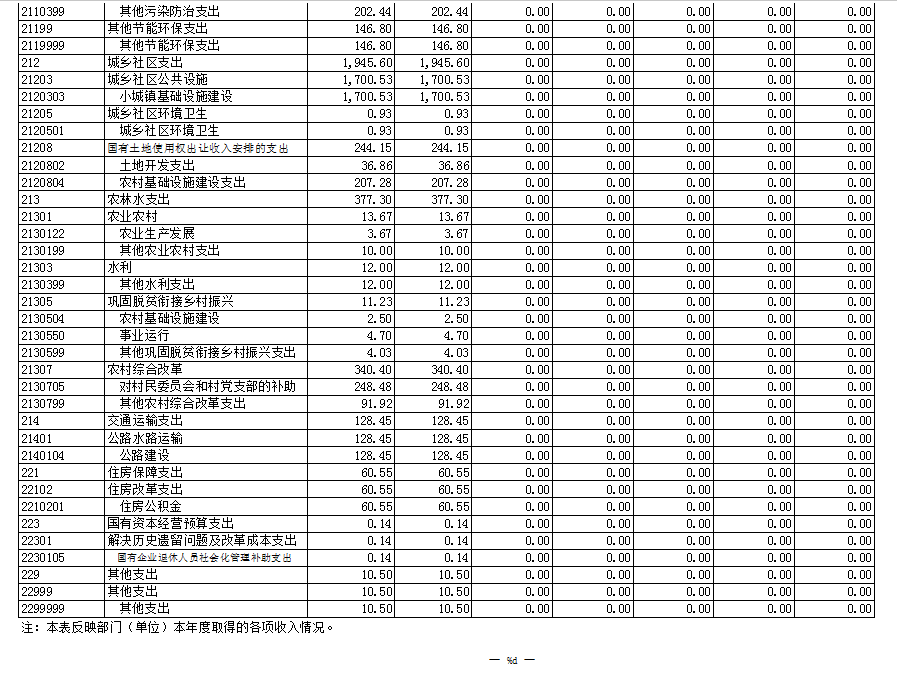 2110399 其他污染防治支出 202.44 202.44 0.00 0.00 0.00 0.00 0.00
21199 其他节能环保支出 146.80 146.80 0.00 0.00 0.00 0.00 0.00
2119999 其他节能环保支出 146.80 146.80 0.00 0.00 0.00 0.00 0.00
212 城乡社区支出 1,945.60 1,945.60 0.00 0.00 0.00 0.00 0.00
21203 城乡社区公共设施 1,700.53 1,700.53 0.00 0.00 0.00 0.00 0.00
2120303 小城镇基础设施建设 1,700.53 1,700.53 0.00 0.00 0.00 0.00 0.00
21205 城乡社区环境卫生 0.93 0.93 0.00 0.00 0.00 0.00 0.00
2120501 城乡社区环境卫生 0.93 0.93 0.00 0.00 0.00 0.00 0.00
21208 国有土地使用权出让收入安排的支出 244.15 244.15 0.00 0.00 0.00 0.00 0.00
2120802 土地开发支出 36.86 36.86 0.00 0.00 0.00 0.00 0.00
2120804 农村基础设施建设支出 207.28 207.28 0.00 0.00 0.00 0.00 0.00
213 农林水支出 377.30 377.30 0.00 0.00 0.00 0.00 0.00
21301 农业农村 13.67 13.67 0.00 0.00 0.00 0.00 0.00
2130122 农业生产发展 3.67 3.67 0.00 0.00 0.00 0.00 0.00
2130199 其他农业农村支出 10.00 10.00 0.00 0.00 0.00 0.00 0.00
21303 水利 12.00 12.00 0.00 0.00 0.00 0.00 0.00
2130399 其他水利支出 12.00 12.00 0.00 0.00 0.00 0.00 0.00
21305 巩固脱贫衔接乡村振兴 11.23 11.23 0.00 0.00 0.00 0.00 0.00
2130504 农村基础设施建设 2.50 2.50 0.00 0.00 0.00 0.00 0.00
2130550 事业运行 4.70 4.70 0.00 0.00 0.00 0.00 0.00
2130599 其他巩固脱贫衔接乡村振兴支出 4.03 4.03 0.00 0.00 0.00 0.00 0.00
21307 农村综合改革 340.40 340.40 0.00 0.00 0.00 0.00 0.00
2130705 对村民委员会和村党支部的补助 248.48 248.48 0.00 0.00 0.00 0.00 0.00
2130799 其他农村综合改革支出 91.92 91.92 0.00 0.00 0.00 0.00 0.00
214 交通运输支出 128.45 128.45 0.00 0.00 0.00 0.00 0.00
21401 公路水路运输 128.45 128.45 0.00 0.00 0.00 0.00 0.00
2140104 公路建设 128.45 128.45 0.00 0.00 0.00 0.00 0.00
221 住房保障支出 60.55 60.55 0.00 0.00 0.00 0.00 0.00
22102 住房改革支出 60.55 60.55 0.00 0.00 0.00 0.00 0.00
2210201 住房公积金 60.55 60.55 0.00 0.00 0.00 0.00 0.00
223 国有资本经营预算支出 0.14 0.14 0.00 0.00 0.00 0.00 0.00
22301 解决历史遗留问题及改革成本支出 0.14 0.14 0.00 0.00 0.00 0.00 0.00
2230105 国有企业退休人员社会化管理补助支出 0.14 0.14 0.00 0.00 0.00 0.00 0.00
229 其他支出 10.50 10.50 0.00 0.00 0.00 0.00 0.00
22999 其他支出 10.50 10.50 0.00 0.00 0.00 0.00 0.00
2299999 其他支出 10.50 10.50 0.00 0.00 0.00 0.00 0.00
注：本表反映部门（单位）本年度取得的各项收入情况。
— %d —